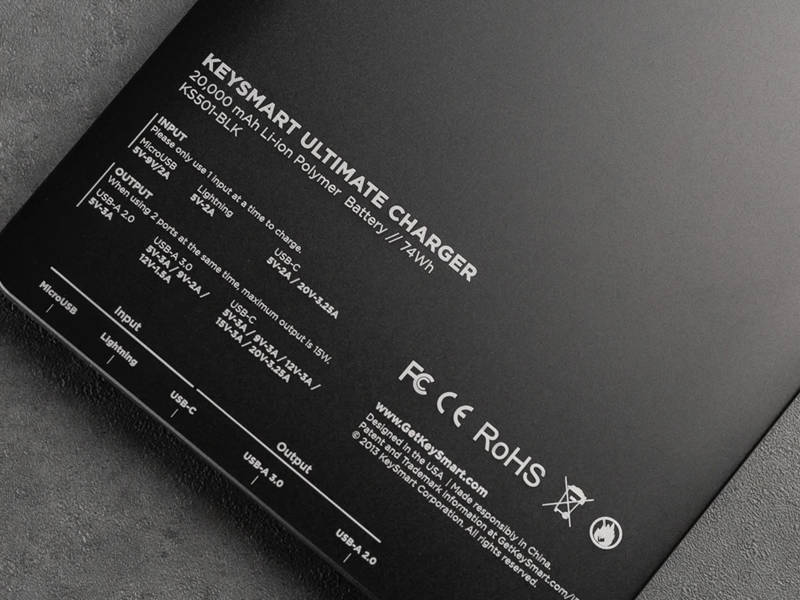 KEYSMART ULTIMATE CHARGER
20,000 mAh Li-ion Polymer Battery // 74Wh
KS501-BLK
INPUT
Please only use 1 input at a time to charge.
MicroUSB
5V-9V/2A
Lightning
5V-2A
USB-C
5V-2A / 20V-3.25A
OUTPUT
When using 2 ports at the same time, maximum output is 15W.
USB-A 2.0
5V-3A
USB-A 3.0
5V-3A / 9V-2A /
12V-1.5A
USB-C
5V-3A / 9V-3A / 12V-3A /
15V-3A / 20V-3.25A
Input
MicroUSB
Lightning
USB-C
Output
USB-A 3.0
USB-A 2.0
FC CE RoHS
www.GetKeySmart.com
Designed in the USA | Made responsibly in China.
Patent and Trademark information at GetKeySmart.com/
© 2013 KeySmart Corporation. All rights reserved.